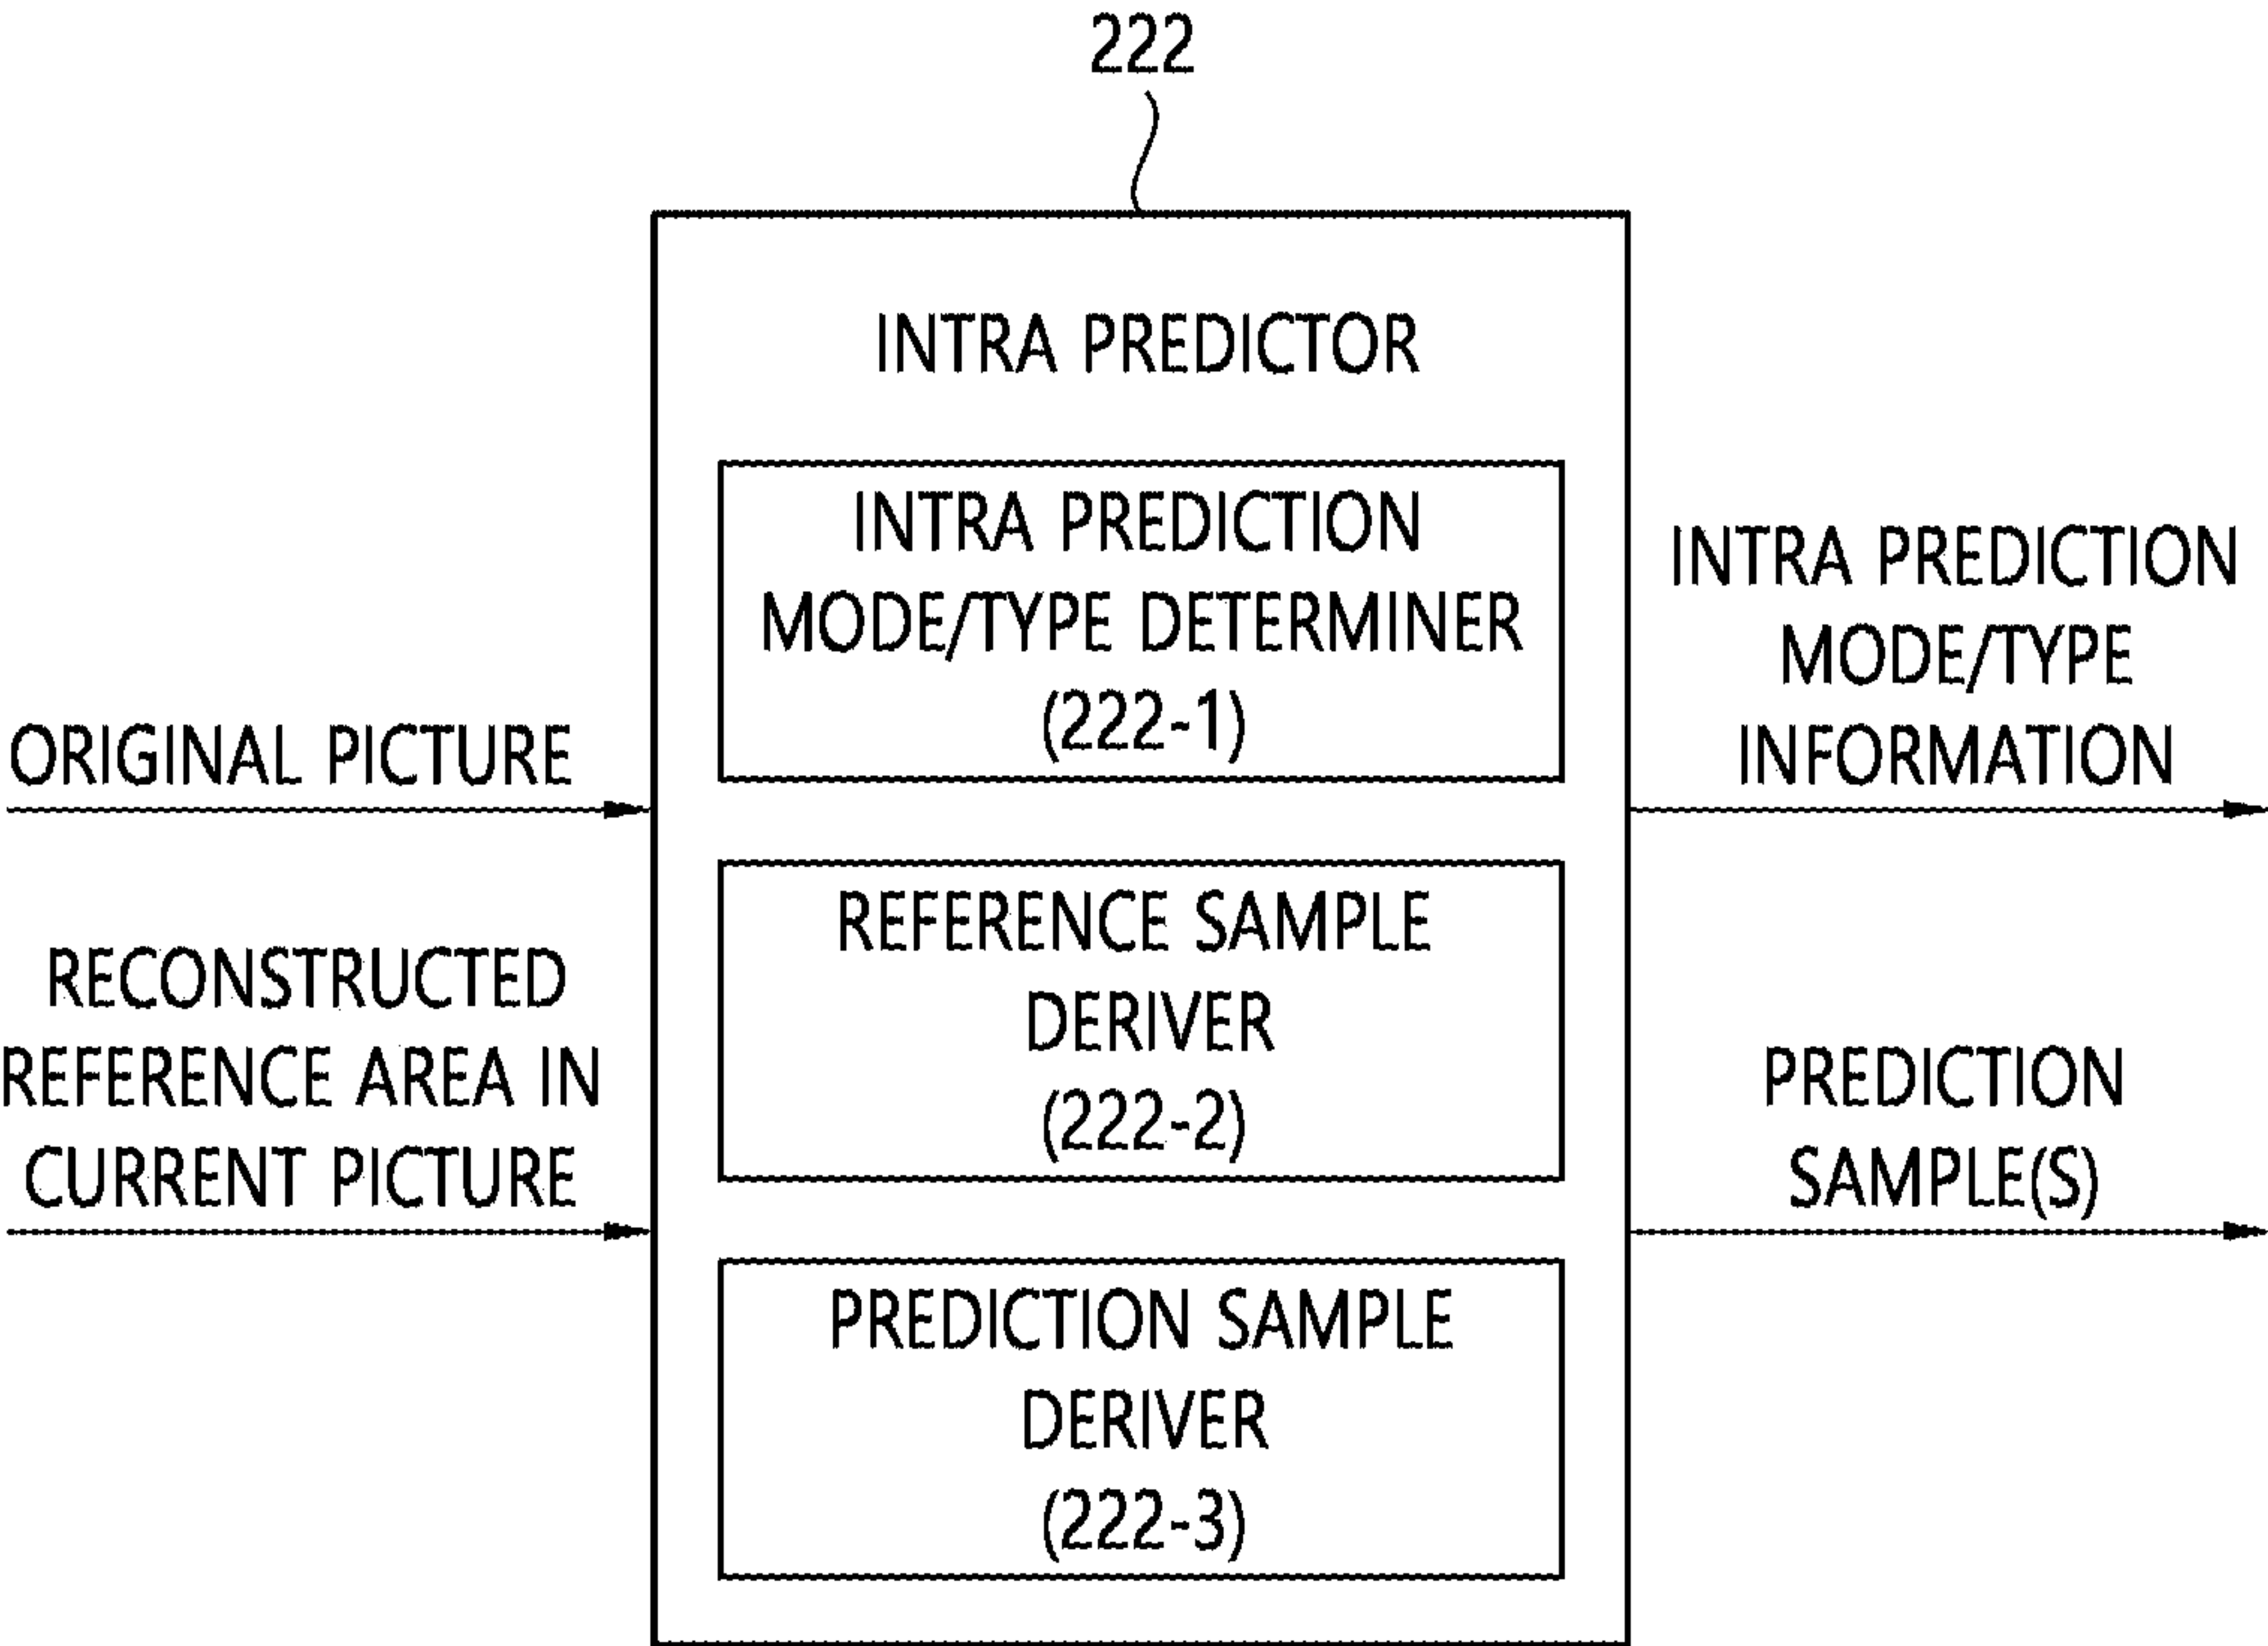 222
INTRA PREDICTOR
INTRA PREDICTION
MODE/TYPE DETERMINER
(222-1)
REFERENCE SAMPLE
DERIVER
(222-2)
PREDICTION SAMPLE
DERIVER
(222-3)
ORIGINAL PICTURE
RECONSTRUCTED
REFERENCE AREA IN
CURRENT PICTURE
INTRA PREDICTION
MODE/TYPE
INFORMATION
PREDICTION
SAMPLE(S)